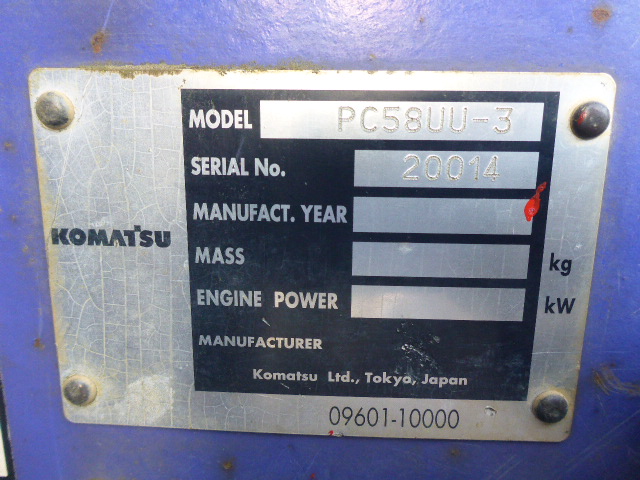 MODEL PC58UU-3
SERIAL No. 20014
MANUFACT. YEAR
KOMATSU
MASS kg
ENGINE POWER kW
MANUFACTURER
Komatsu Ltd., Tokyo, Japan
09601-10000